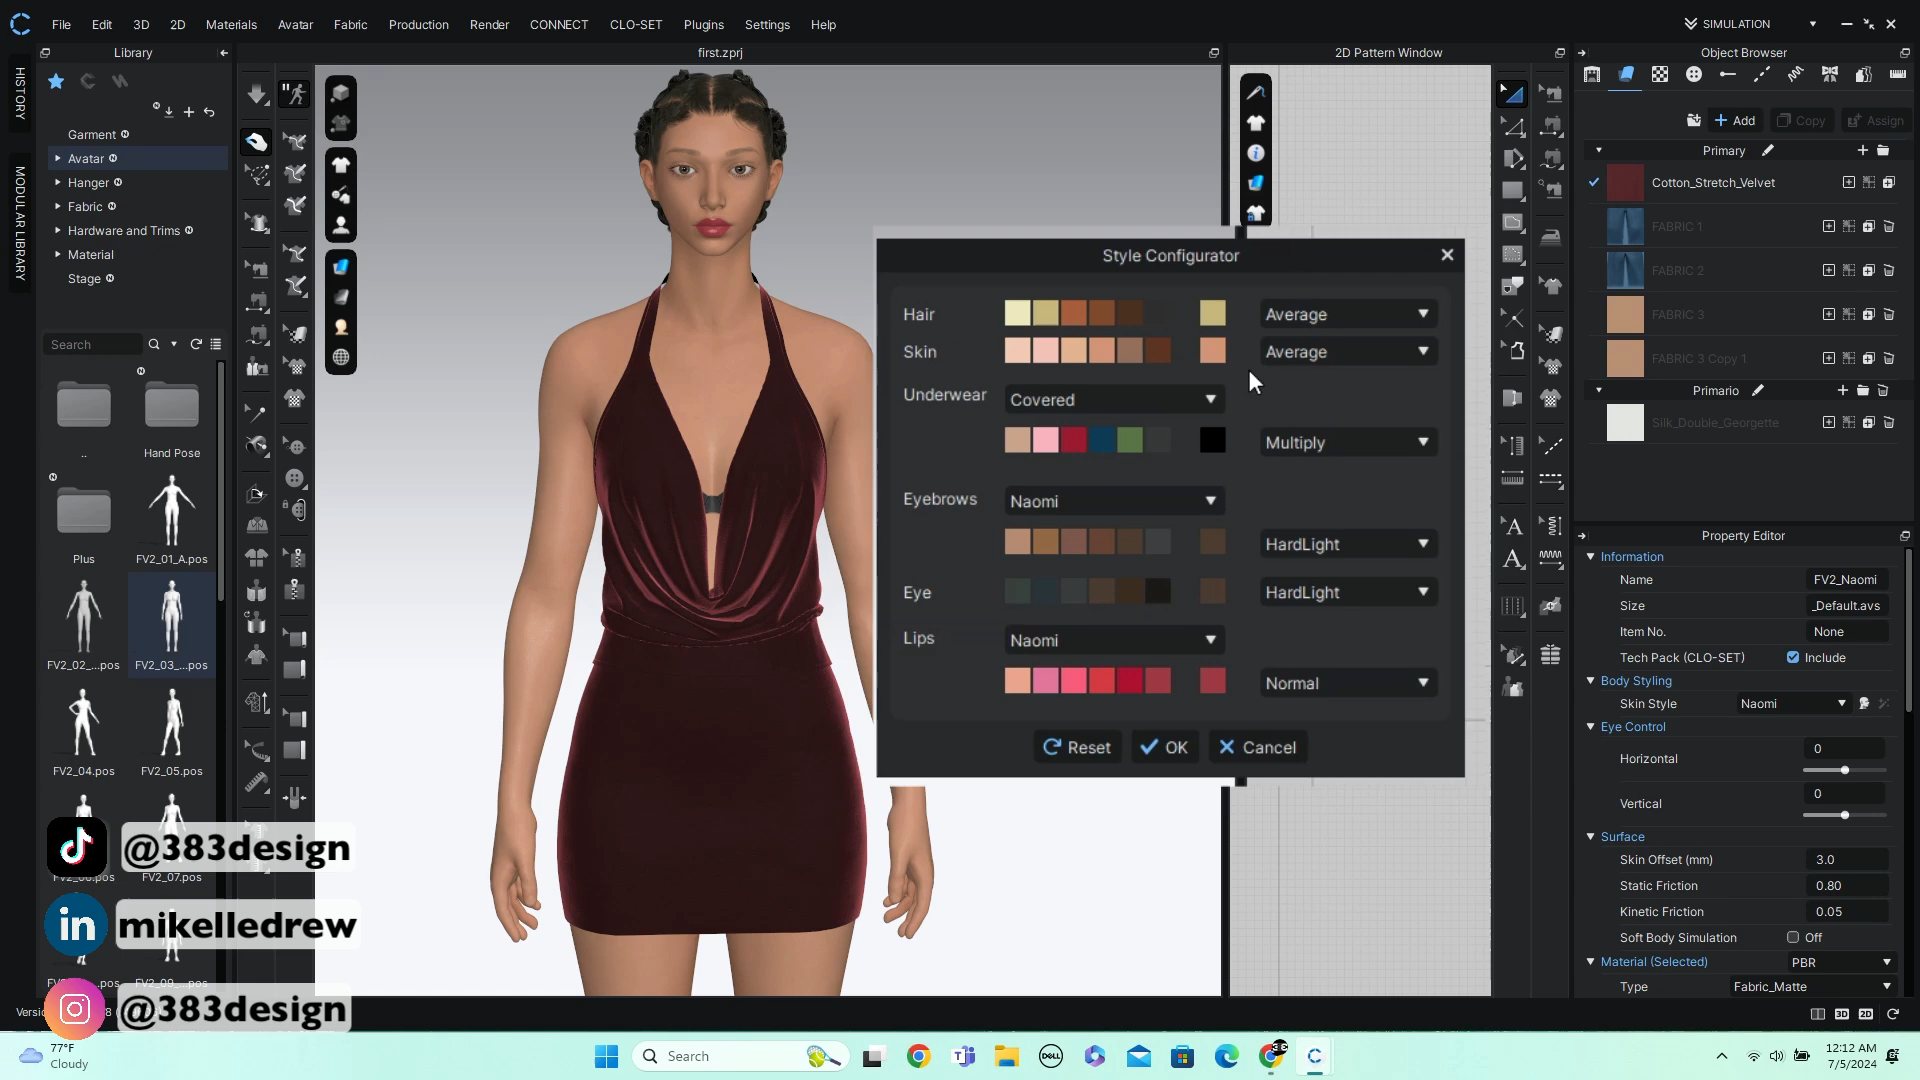 File Edit 3D 2D Materials Avatar Fabric Production Render CONNECT CLO-SET Plugins Settings Help
SIMULATION
Library
first.zprj
2D Pattern Window
Object Browser
HISTORY
MODULAR LIBRARY
Garment
Avatar
Hanger
Fabric
Hardware and Trims
Material
Stage
Search
..
Hand Pose
Plus
FV2_01_A.pos
FV2_02_...pos
FV2_03_...pos
FV2_04.pos
FV2_05.pos
FV2_07.pos
@383design
mikelledrew
@383design
Style Configurator
Hair
Average
Skin
Average
Underwear
Covered
Multiply
Eyebrows
Naomi
HardLight
Eye
HardLight
Lips
Naomi
Normal
Reset
OK
Cancel
Add
Copy
Assign
Primary
Cotton_Stretch_Velvet
FABRIC 1
FABRIC 2
FABRIC 3
FABRIC 3 Copy 1
Primario
Silk_Double_Georgette
Property Editor
Information
Name FV2_Naomi
Size _Default.avs
Item No. None
Tech Pack (CLO-SET) Include
Body Styling
Skin Style Naomi
Eye Control
Horizontal 0
Vertical 0
Surface
Skin Offset (mm) 3.0
Static Friction 0.80
Kinetic Friction 0.05
Soft Body Simulation Off
Material (Selected) PBR
Type Fabric_Matte
3D 2D
77°F
Cloudy
Search
DELL
12:12 AM
7/5/2024